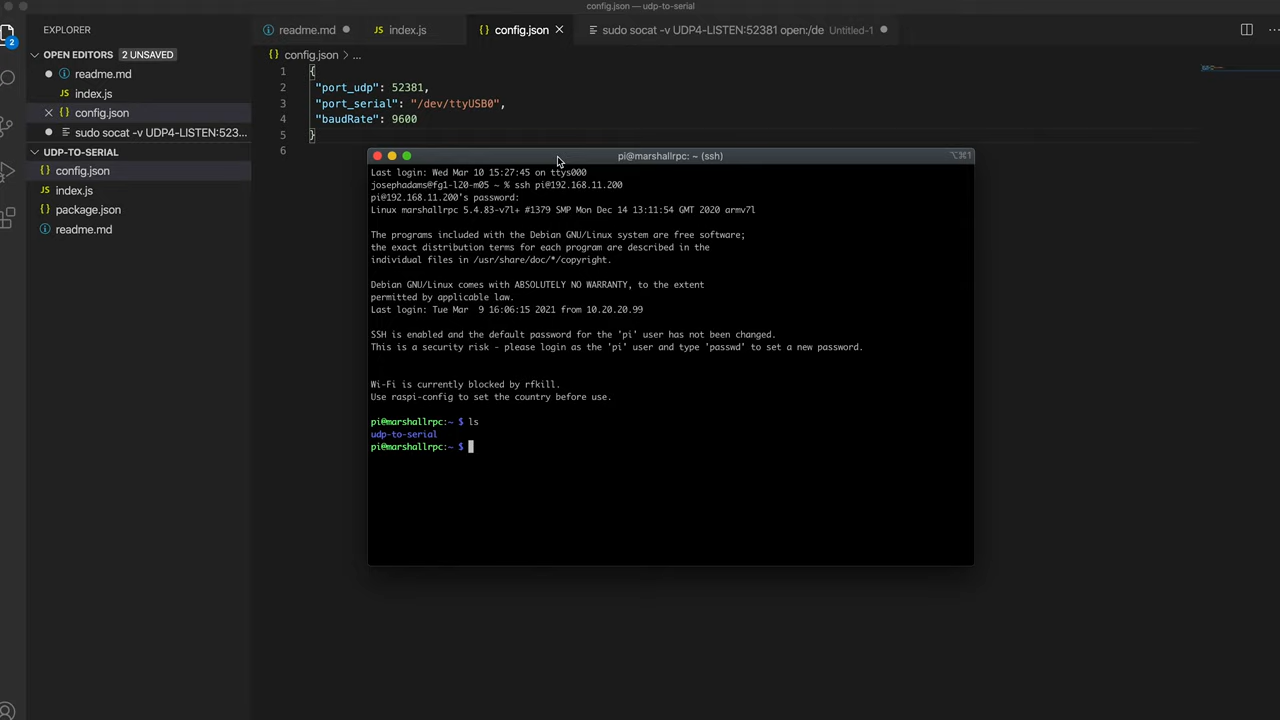 config.json — udp-to-serial
EXPLORER
readme.md
JS index.js
{} config.json ×
sudo socat -v UDP4-LISTEN:52381 open:/de Untitled-1
OPEN EDITORS 2 UNSAVED
readme.md
JS index.js
× {} config.json
sudo socat -v UDP4-LISTEN:523...
UDP-TO-SERIAL
{} config.json
JS index.js
{} package.json
readme.md
2
{} config.json > ...
1 {
2 "port_udp": 52381,
3 "port_serial": "/dev/ttyUSB0",
4 "baudRate": 9600
5 }
6
pi@marshallrpc: ~ (ssh)
⌥⌘1
Last login: Wed Mar 10 15:27:45 on ttys000
josephadams@fg1-l20-m05 ~ % ssh pi@192.168.11.200
pi@192.168.11.200's password:
Linux marshallrpc 5.4.83-v7l+ #1379 SMP Mon Dec 14 13:11:54 GMT 2020 armv7l
The programs included with the Debian GNU/Linux system are free software;
the exact distribution terms for each program are described in the
individual files in /usr/share/doc/*/copyright.
Debian GNU/Linux comes with ABSOLUTELY NO WARRANTY, to the extent
permitted by applicable law.
Last login: Tue Mar  9 16:06:15 2021 from 10.20.20.99
SSH is enabled and the default password for the 'pi' user has not been changed.
This is a security risk - please login as the 'pi' user and type 'passwd' to set a new password.
Wi-Fi is currently blocked by rfkill.
Use raspi-config to set the country before use.
pi@marshallrpc:~ $ ls
udp-to-serial
pi@marshallrpc:~ $